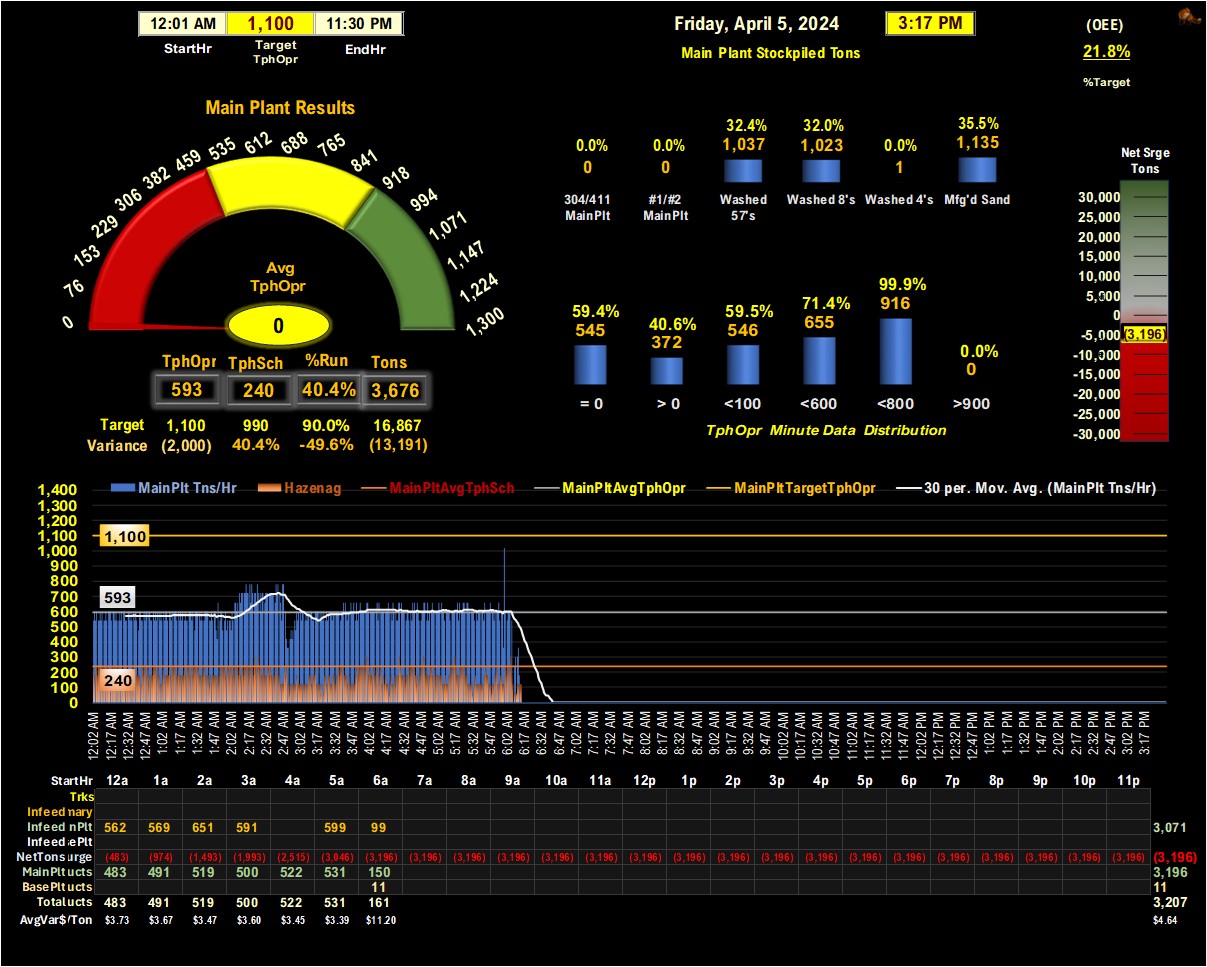 12:01 AM 1,100 11:30 PM
StartHr Target TphOpr EndHr
Friday, April 5, 2024 3:17 PM
Main Plant Stockpiled Tons
(OEE)
21.8%
%Target
Main Plant Results
0 76 153 229 306 382 459 535 612 688 765 841 918 994 1,071 1,147 1,224 1,300
Avg
TphOpr
0
TphOpr TphSch %Run Tons
593 240 40.4% 3,676
Target 1,100 990 90.0% 16,867
Variance (2,000) 40.4% -49.6% (13,191)
0.0% 0.0% 32.4% 32.0% 0.0% 35.5%
0 0 1,037 1,023 1 1,135
304/411 MainPlt #1/#2 MainPlt Washed 57's Washed 8's Washed 4's Mfg'd Sand
59.4% 40.6% 59.5% 71.4% 99.9% 0.0%
545 372 546 655 916 0
= 0 > 0 <100 <600 <800 >900
TphOpr Minute Data Distribution
Net Srge
Tons
30,000
25,000
20,000
15,000
10,000
5,000
0
-5,000 (3,196)
-10,000
-15,000
-20,000
-25,000
-30,000
MainPlt Tns/Hr Hazenag MainPltAvgTphSch MainPltAvgTphOpr MainPltTargetTphOpr 30 per. Mov. Avg. (MainPlt Tns/Hr)
1,400
1,300
1,200
1,100 1,100
1,000
900
800
700
593
600
500
400
300
200 240
100
0
12:02 AM 12:17 AM 12:32 AM 12:47 AM 1:02 AM 1:17 AM 1:32 AM 1:47 AM 2:02 AM 2:17 AM 2:32 AM 2:47 AM 3:02 AM 3:17 AM 3:32 AM 3:47 AM 4:02 AM 4:17 AM 4:32 AM 4:47 AM 5:02 AM 5:17 AM 5:32 AM 5:47 AM 6:02 AM 6:17 AM 6:32 AM 6:47 AM 7:02 AM 7:17 AM 7:32 AM 7:47 AM 8:02 AM 8:17 AM 8:32 AM 8:47 AM 9:02 AM 9:17 AM 9:32 AM 9:47 AM 10:02 AM 10:17 AM 10:32 AM 10:47 AM 11:02 AM 11:17 AM 11:32 AM 11:47 AM 12:02 PM 12:17 PM 12:32 PM 12:47 PM 1:02 PM 1:17 PM 1:32 PM 1:47 PM 2:02 PM 2:17 PM 2:32 PM 2:47 PM 3:02 PM 3:17 PM
StartHr 12a 1a 2a 3a 4a 5a 6a 7a 8a 9a 10a 11a 12p 1p 2p 3p 4p 5p 6p 7p 8p 9p 10p 11p
Trks
Infeed mary
Infeed nPlt 562 569 651 591 599 99 3,071
Infeed ePlt
NetTons urge (483) (974) (1,493) (1,993) (2,515) (3,046) (3,196) (3,196) (3,196) (3,196) (3,196) (3,196) (3,196) (3,196) (3,196) (3,196) (3,196) (3,196) (3,196) (3,196) (3,196) (3,196) (3,196) (3,196) (3,196)
MainPlt ucts 483 491 519 500 522 531 150 3,196
BasePlt ucts 11 11
Total ucts 483 491 519 500 522 531 161 3,207
AvgVar$/Ton $3.73 $3.67 $3.47 $3.60 $3.45 $3.39 $11.20 $4.64